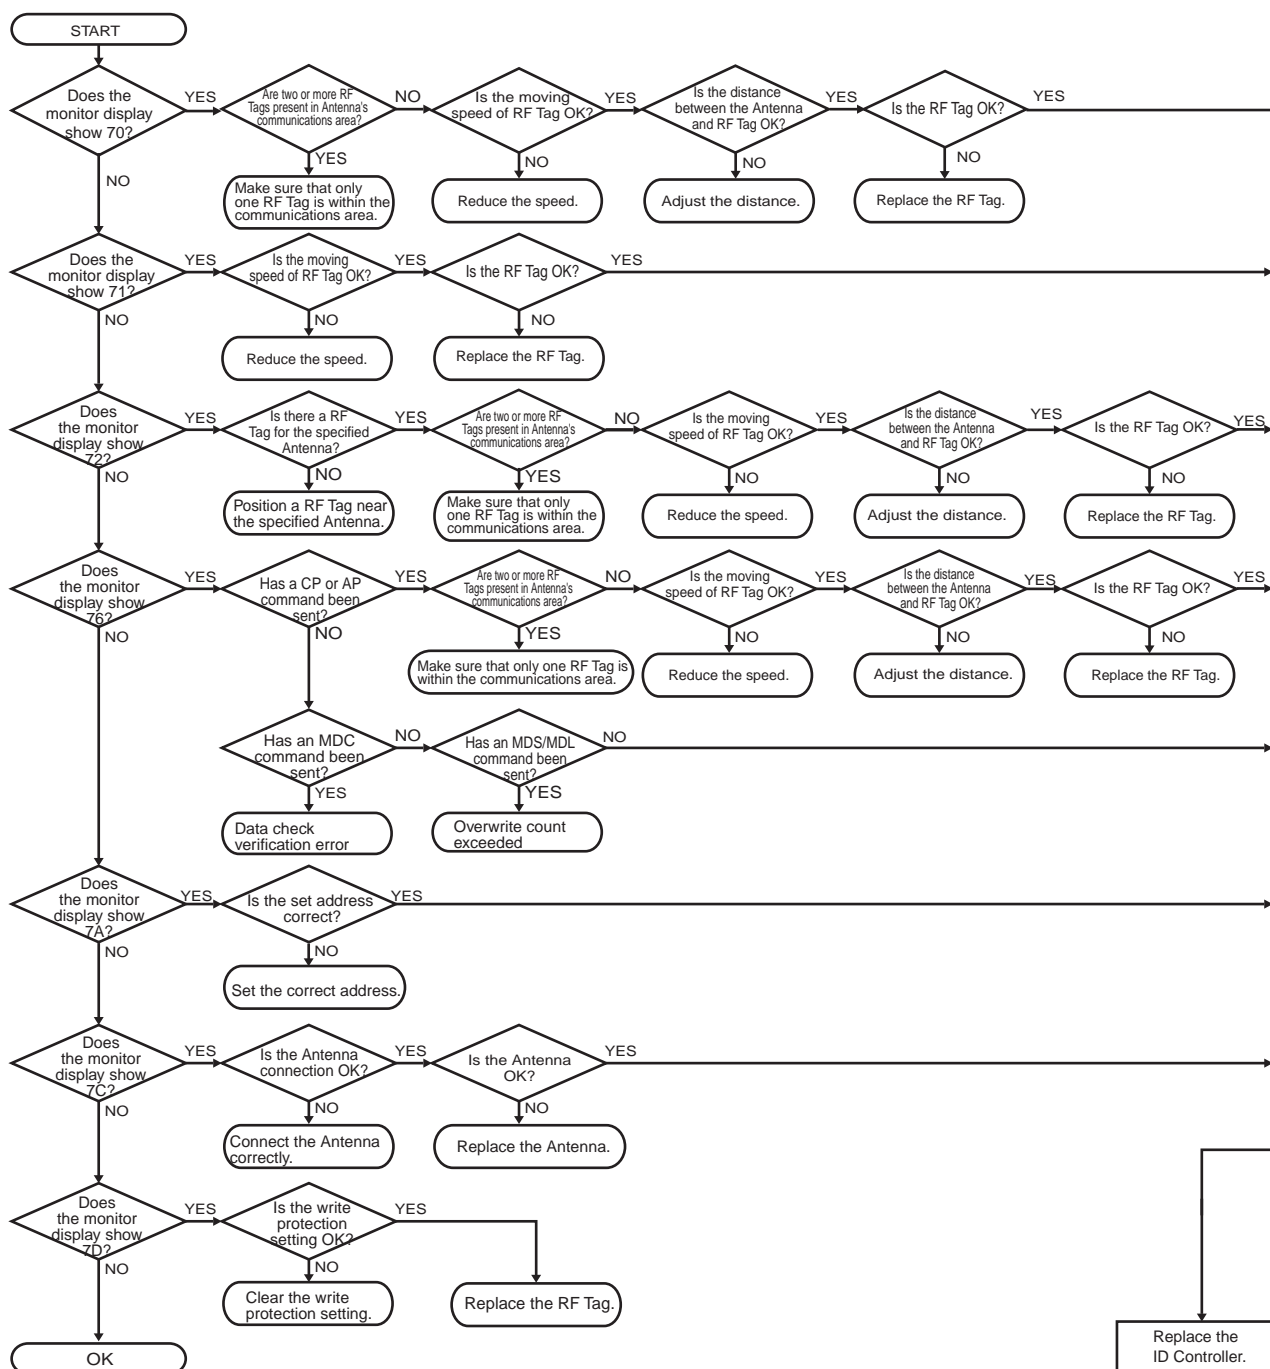 START
Does the
monitor display
show 70?
YES
Are two or more RF
Tags present in Antenna's
communications area?
NO
Is the moving
speed of RF Tag OK?
YES
Is the distance
between the Antenna
and RF Tag OK?
YES
Is the RF Tag OK?
YES
NO
YES
Make sure that only
one RF Tag is within the
communications area.
NO
Reduce the speed.
NO
Adjust the distance.
NO
Replace the RF Tag.
Does the
monitor display
show 71?
YES
Is the moving
speed of RF Tag OK?
YES
Is the RF Tag OK?
YES
NO
NO
Reduce the speed.
NO
Replace the RF Tag.
Does
the monitor
display show
72?
YES
Is there a RF
Tag for the specified
Antenna?
YES
Are two or more RF
Tags present in Antenna's
communications area?
NO
Is the moving
speed of RF Tag OK?
YES
Is the distance
between the Antenna
and RF Tag OK?
YES
Is the RF Tag OK?
YES
NO
NO
Position a RF Tag near
the specified Antenna.
YES
Make sure that only
one RF Tag is within the
communications area.
NO
Reduce the speed.
NO
Adjust the distance.
NO
Replace the RF Tag.
Does
the monitor
display show
76?
YES
Has a CP or AP
command been
sent?
YES
Are two or more RF
Tags present in Antenna's
communications area?
NO
Is the moving
speed of RF Tag OK?
YES
Is the distance
between the Antenna
and RF Tag OK?
YES
Is the RF Tag OK?
YES
NO
NO
YES
Make sure that only one RF Tag is
within the communications area.
NO
Reduce the speed.
NO
Adjust the distance.
NO
Replace the RF Tag.
Has an MDC
command been
sent?
NO
Has an MDS/MDL
command been
sent?
NO
YES
Data check
verification error
YES
Overwrite count
exceeded
Does
the monitor
display show
7A?
YES
Is the set address
correct?
YES
NO
NO
Set the correct address.
Does
the monitor
display show
7C?
YES
Is the Antenna
connection OK?
YES
Is the Antenna
OK?
YES
NO
NO
Connect the Antenna
correctly.
NO
Replace the Antenna.
Does
the monitor
display show
7D?
YES
Is the write
protection
setting OK?
YES
NO
NO
Clear the write
protection setting.
Replace the RF Tag.
OK
Replace the
ID Controller.